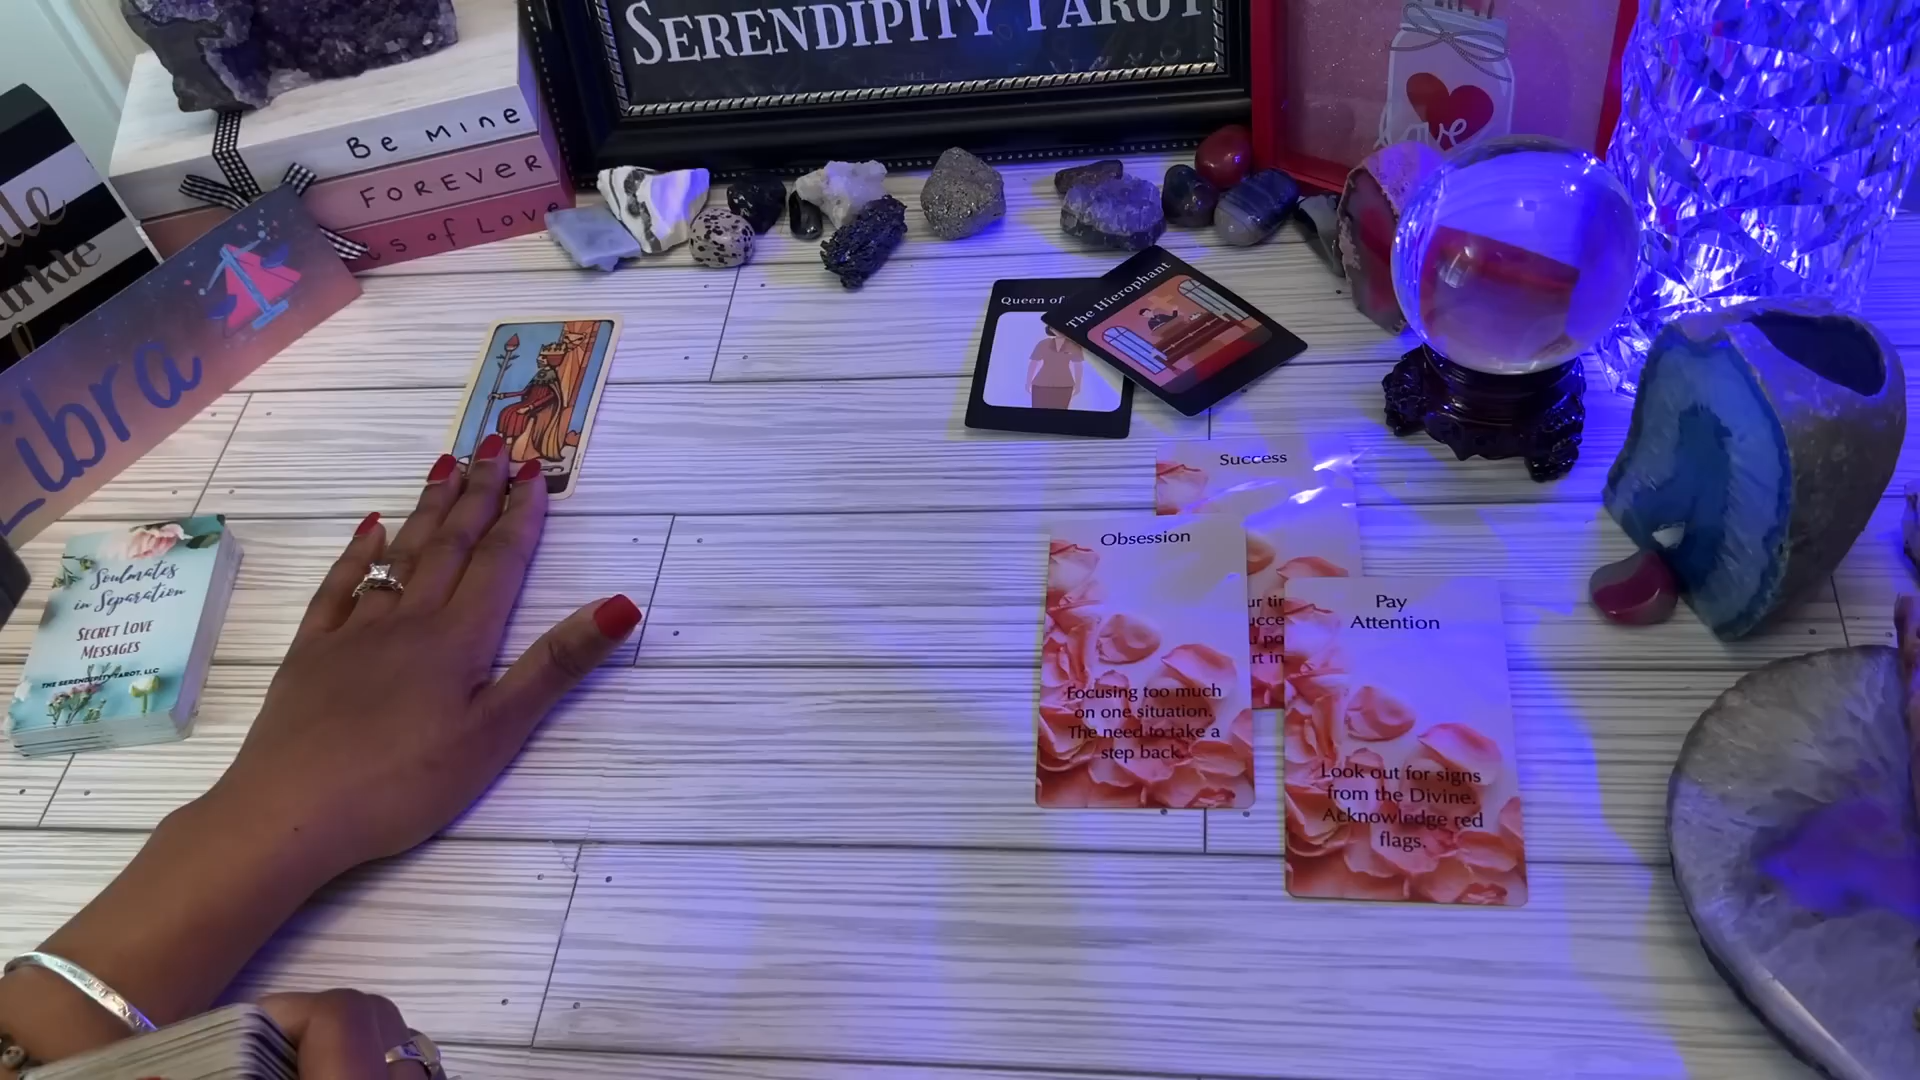 SERENDIPITY TAROT
Be Mine
FOREVER
of Love
Love
Libra
Queen of
The Hierophant
Success
Obsession
Focusing too much
on one situation.
The need to take a
step back.
Pay
Attention
Look out for signs
from the Divine.
Acknowledge red
flags.
Soulmates
in Separation
SECRET LOVE
MESSAGES
THE SERENDIPITY TAROT, LLC